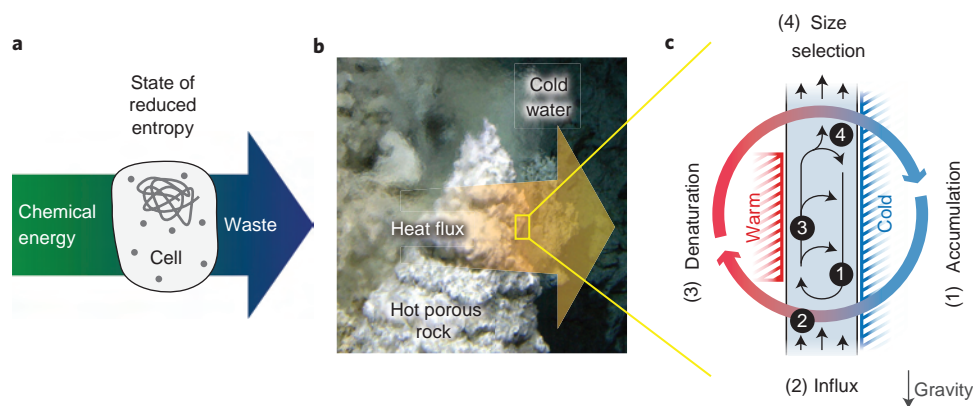 a
State of
reduced
entropy
Chemical
energy
Cell
Waste
b
Cold
water
Heat flux
Hot porous
rock
c
(4) Size
selection
(3) Denaturation
Warm
Cold
(1) Accumulation
4
3
1
2
(2) Influx
Gravity